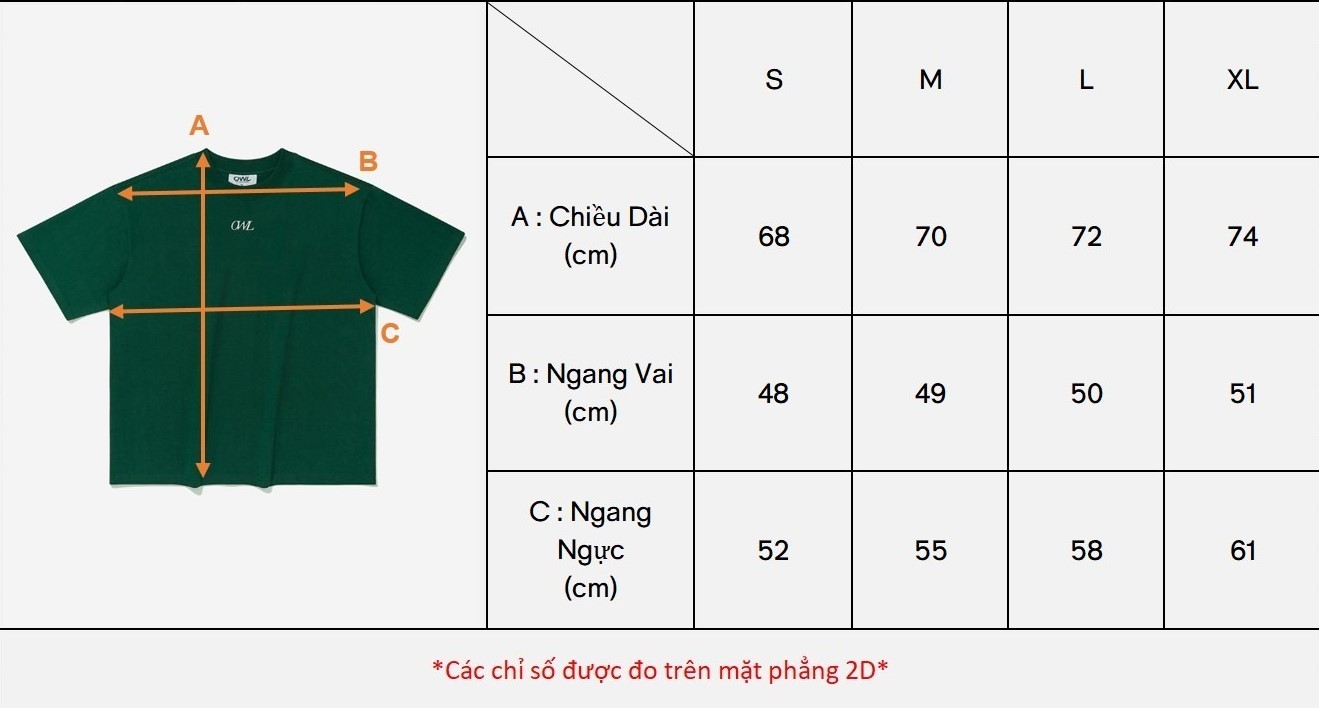 A
B
OWL
OWL
C
S M L XL
A : Chiều Dài
(cm)
68 70 72 74
B : Ngang Vai
(cm)
48 49 50 51
C : Ngang
Ngực
(cm)
52 55 58 61
*Các chỉ số được đo trên mặt phẳng 2D*